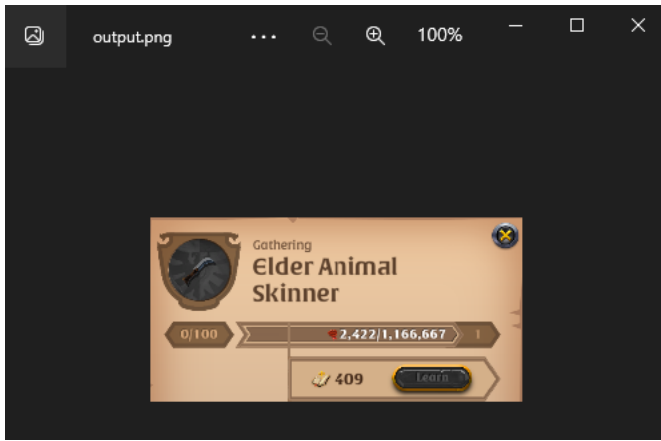 output.png ... 100%
Gathering
Elder Animal
Skinner
0/100 2,422/1,166,667 1
409 Learn